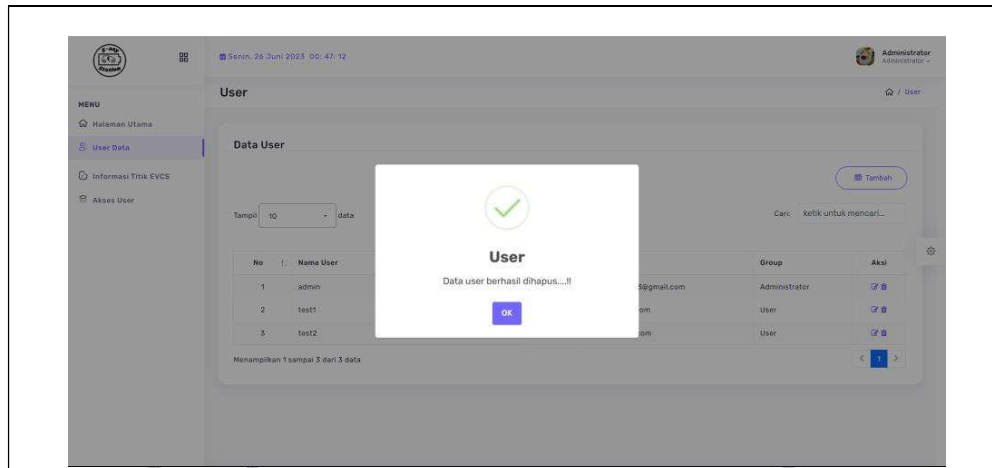 E-My
Station
Senin, 26 Juni 2023 00: 47: 12
Administrator
Administrator
User
/ User
MENU
Halaman Utama
User Data
Informasi Titik EVCS
Akses User
Data User
Tambah
Tampil 10 data
Cari: ketik untuk mencari...
No Nama User Group Aksi
1 admin @gmail.com Administrator
2 test1 om User
3 test2 om User
Menampilkan 1 sampai 3 dari 3 data
< 1 >
User
Data user berhasil dihapus....!!
OK